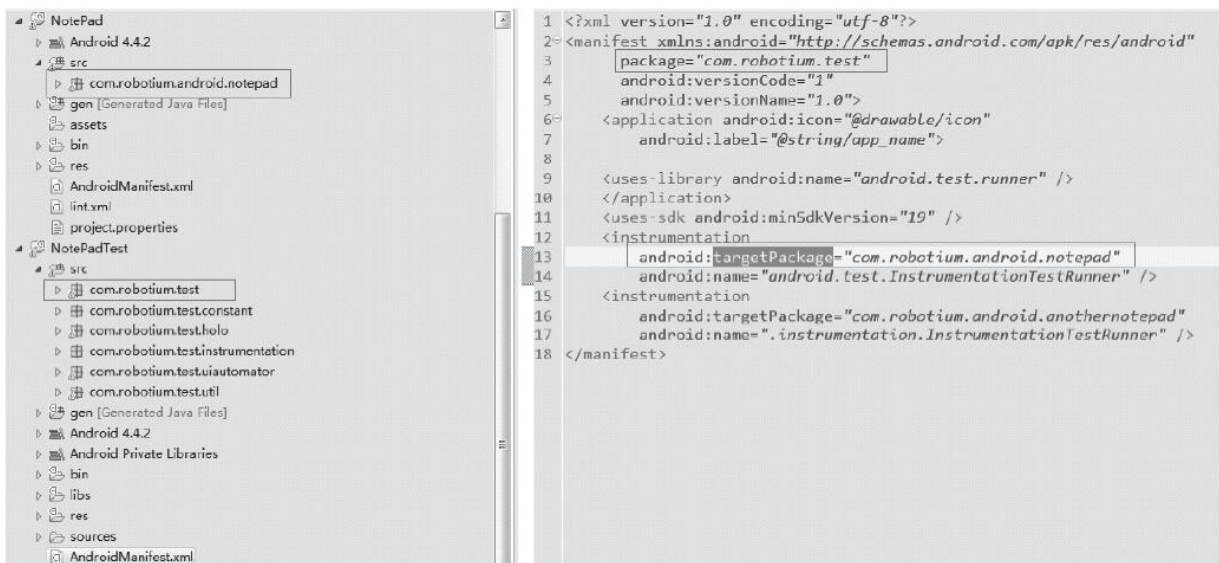 NotePad
Android 4.4.2
src
com.robotium.android.notepad
gen [Generated Java Files]
assets
bin
res
AndroidManifest.xml
lint.xml
project.properties
NotePadTest
src
com.robotium.test
com.robotium.test.constant
com.robotium.test.holo
com.robotium.test.instrumentation
com.robotium.test.uiautomator
com.robotium.test.util
gen [Generated Java Files]
Android 4.4.2
Android Private Libraries
bin
libs
res
sources
AndroidManifest.xml
1 <?xml version="1.0" encoding="utf-8"?>
2 <manifest xmlns:android="http://schemas.android.com/apk/res/android"
3 package="com.robotium.test"
4 android:versionCode="1"
5 android:versionName="1.0">
6 <application android:icon="@drawable/icon"
7 android:label="@string/app_name">
8
9 <uses-library android:name="android.test.runner" />
10 </application>
11 <uses-sdk android:minSdkVersion="19" />
12 <instrumentation
13 android:targetPackage="com.robotium.android.notepad"
14 android:name="android.test.InstrumentationTestRunner" />
15 <instrumentation
16 android:targetPackage="com.robotium.android.anothernotepad"
17 android:name=".instrumentation.InstrumentationTestRunner" />
18 </manifest>